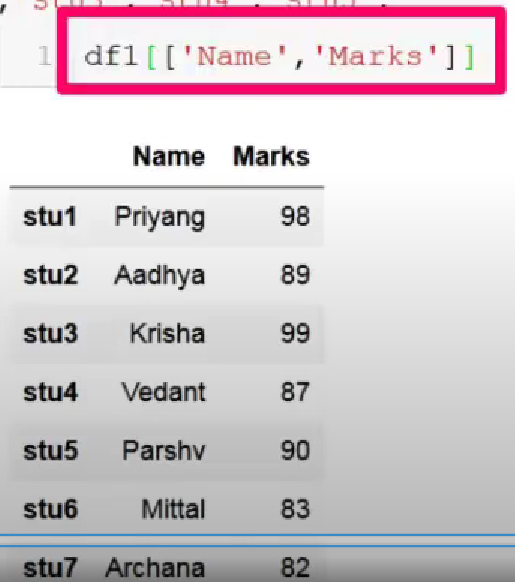 1 df1[['Name','Marks']]
Name Marks
stu1 Priyang 98
stu2 Aadhya 89
stu3 Krisha 99
stu4 Vedant 87
stu5 Parshv 90
stu6 Mittal 83
stu7 Archana 82